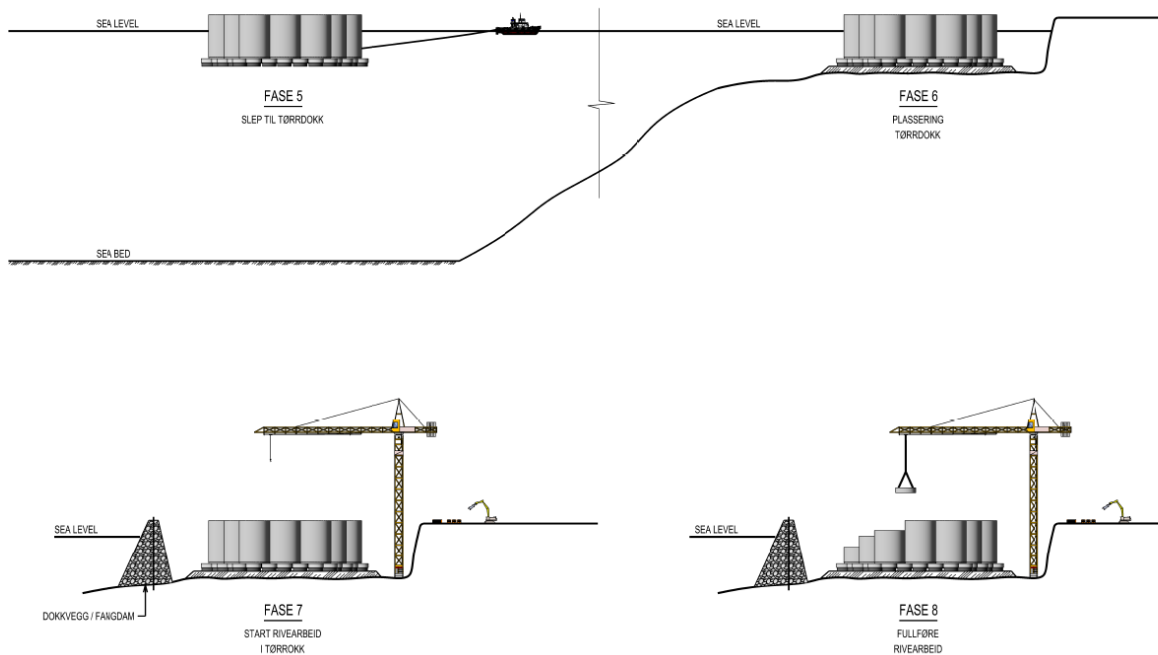 SEA LEVEL
SEA LEVEL
FASE 5
SLEP TIL TØRRDOKK
FASE 6
PLASSERING
TØRRDOKK
SEA BED
SEA LEVEL
SEA LEVEL
DOKKVEGG / FANGDAM
FASE 7
START RIVEARBEID
I TØRROKK
FASE 8
FULLFØRE
RIVEARBEID